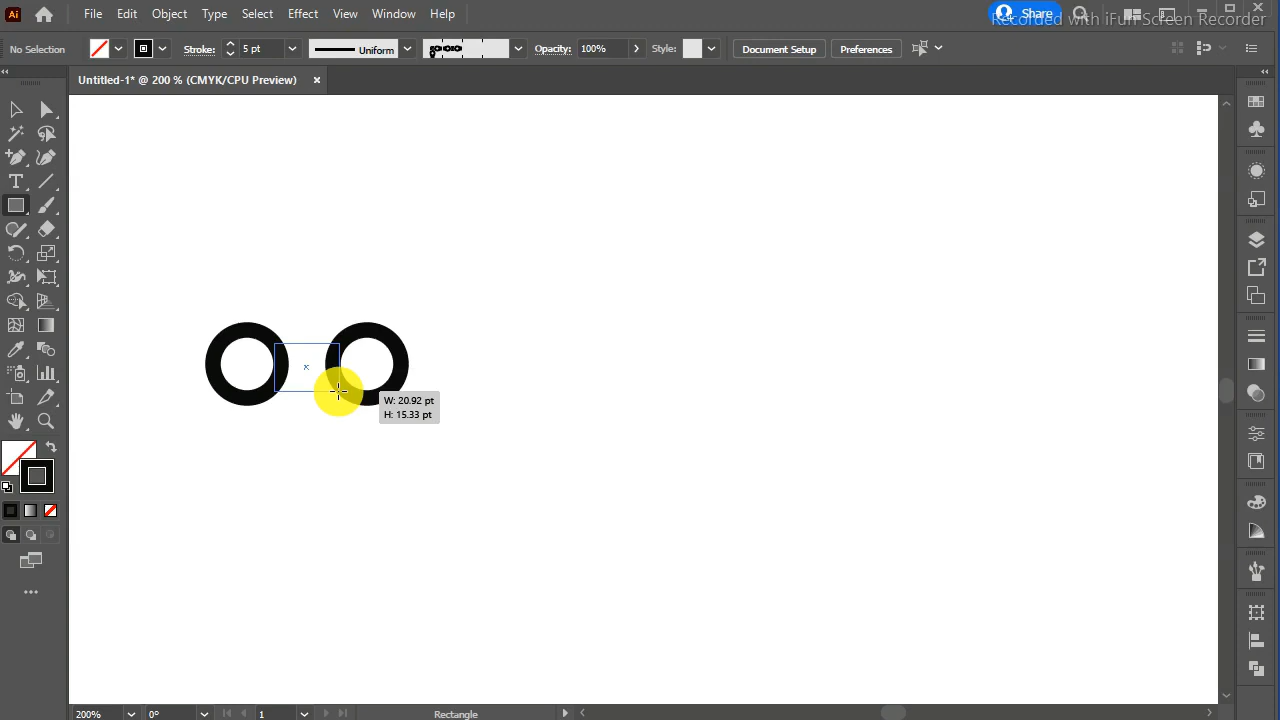 Ai File Edit Object Type Select Effect View Window Help Share
Recorded with iFun Screen Recorder
No Selection Stroke: 5 pt Uniform Opacity: 100% Style: Document Setup Preferences
Untitled-1* @ 200 % (CMYK/CPU Preview) ×
W: 20.92 pt
H: 15.33 pt
200% 0° 1 Rectangle